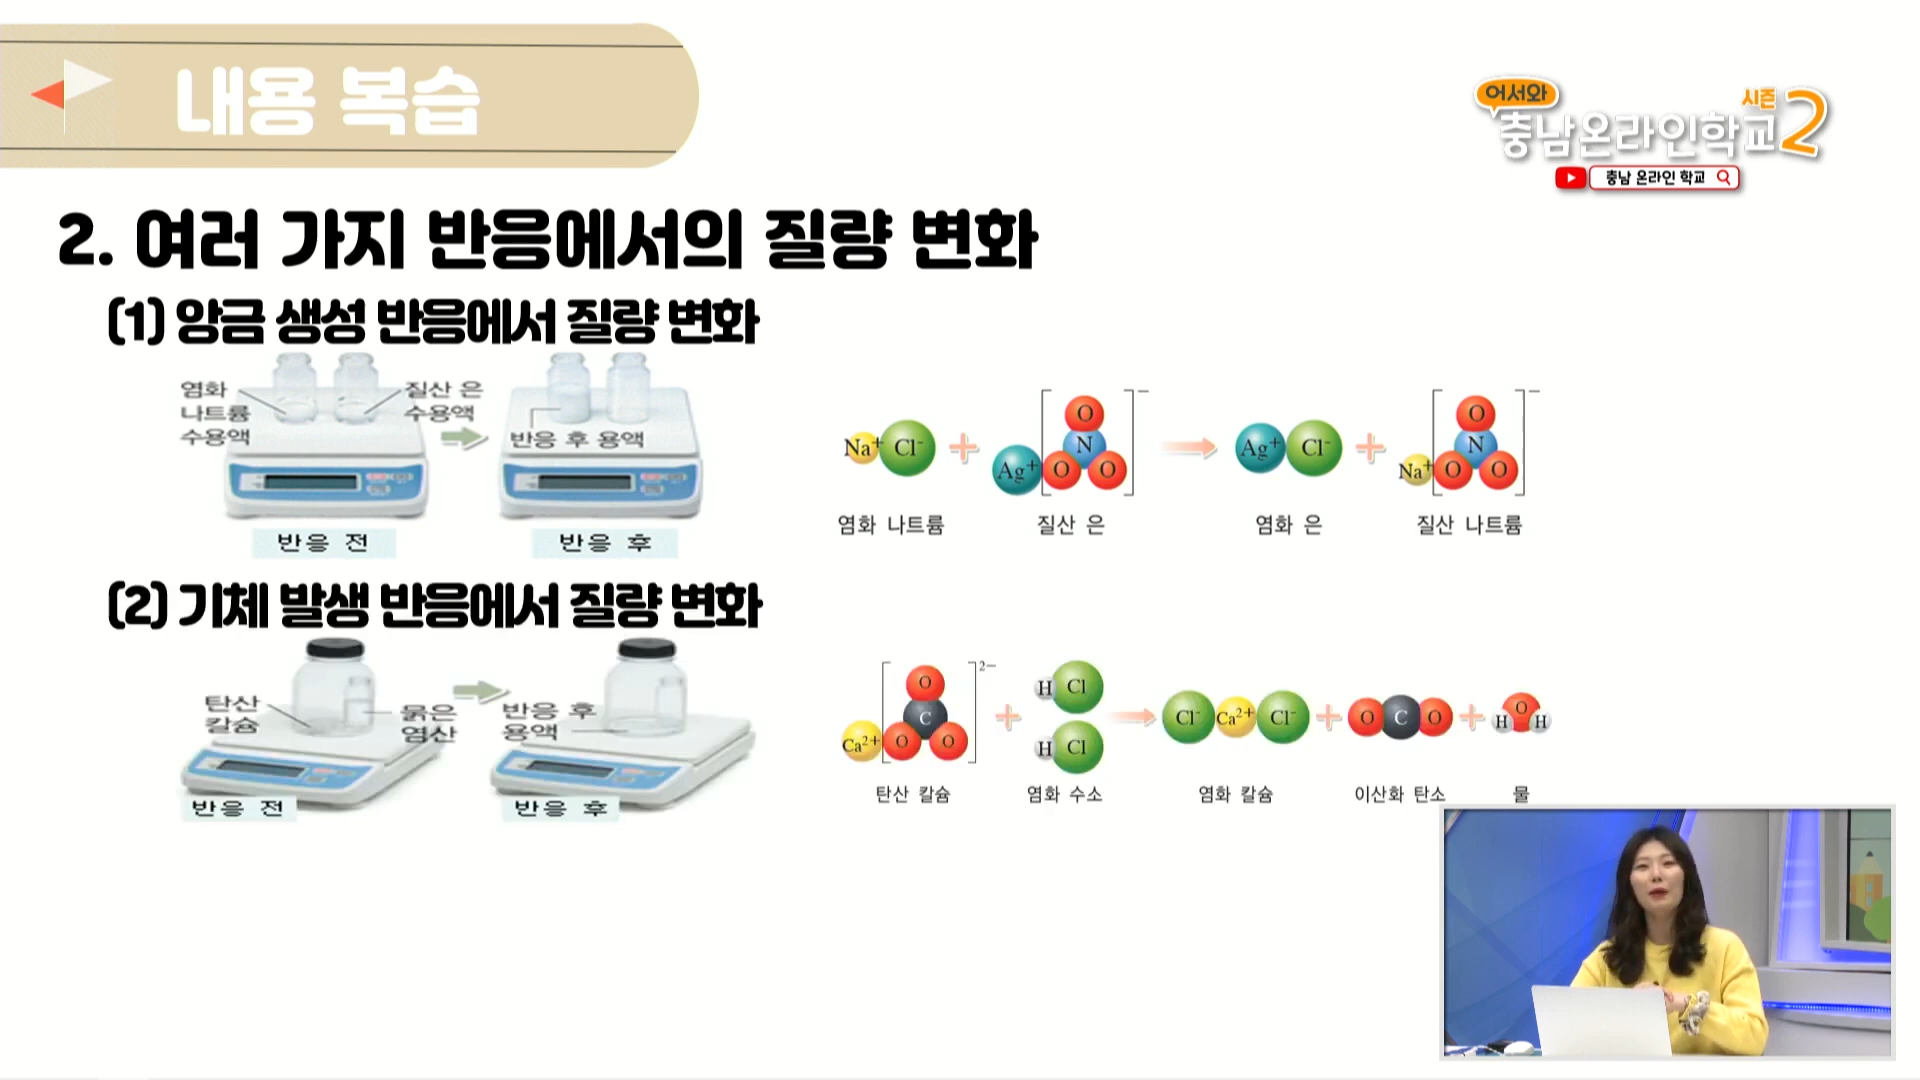 내용 복습
어서와
시즌
충남온라인학교2
충남 온라인 학교
2. 여러 가지 반응에서의 질량 변화
(1) 앙금 생성 반응에서 질량 변화
염화
나트륨
수용액
질산 은
수용액
반응 후 용액
반응 전
반응 후
Na⁺ Cl⁻ + Ag⁺ [O N O O]⁻ → Ag⁺ Cl⁻ + Na⁺ [O N O O]⁻
염화 나트륨
질산 은
염화 은
질산 나트륨
(2) 기체 발생 반응에서 질량 변화
탄산
칼슘
묽은
염산
반응 후
용액
반응 전
반응 후
Ca²⁺ [O C O O]²⁻ + H Cl H Cl → Cl⁻ Ca²⁺ Cl⁻ + O C O + H O H
탄산 칼슘
염화 수소
염화 칼슘
이산화 탄소
물